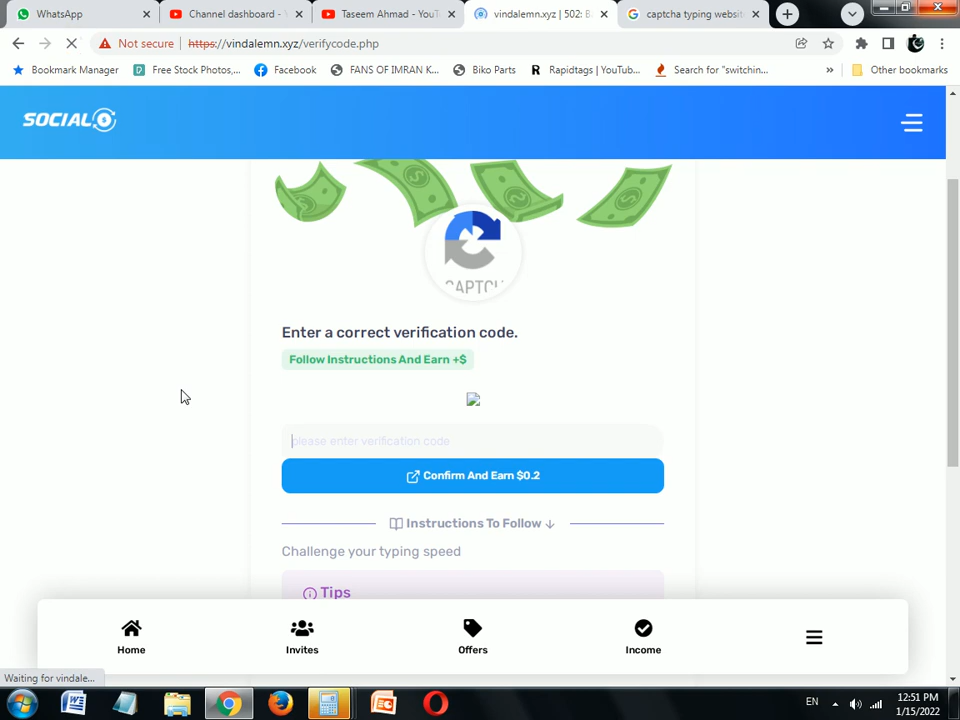 WhatsApp
Channel dashboard - Y
Taseem Ahmad - YouT
vindalemn.xyz | 502: B
captcha typing websit
Not secure
https://vindalemn.xyz/verifycode.php
Bookmark Manager
Free Stock Photos,...
Facebook
FANS OF IMRAN K...
Biko Parts
Rapidtags | YouTub...
Search for "switchin...
»
Other bookmarks
SOCIAL
CAPTCH
Enter a correct verification code.
Follow Instructions And Earn +$
please enter verification code
Confirm And Earn $0.2
Instructions To Follow ↓
Challenge your typing speed
Tips
Home
Invites
Offers
Income
Waiting for vindale...
EN
12:51 PM
1/15/2022